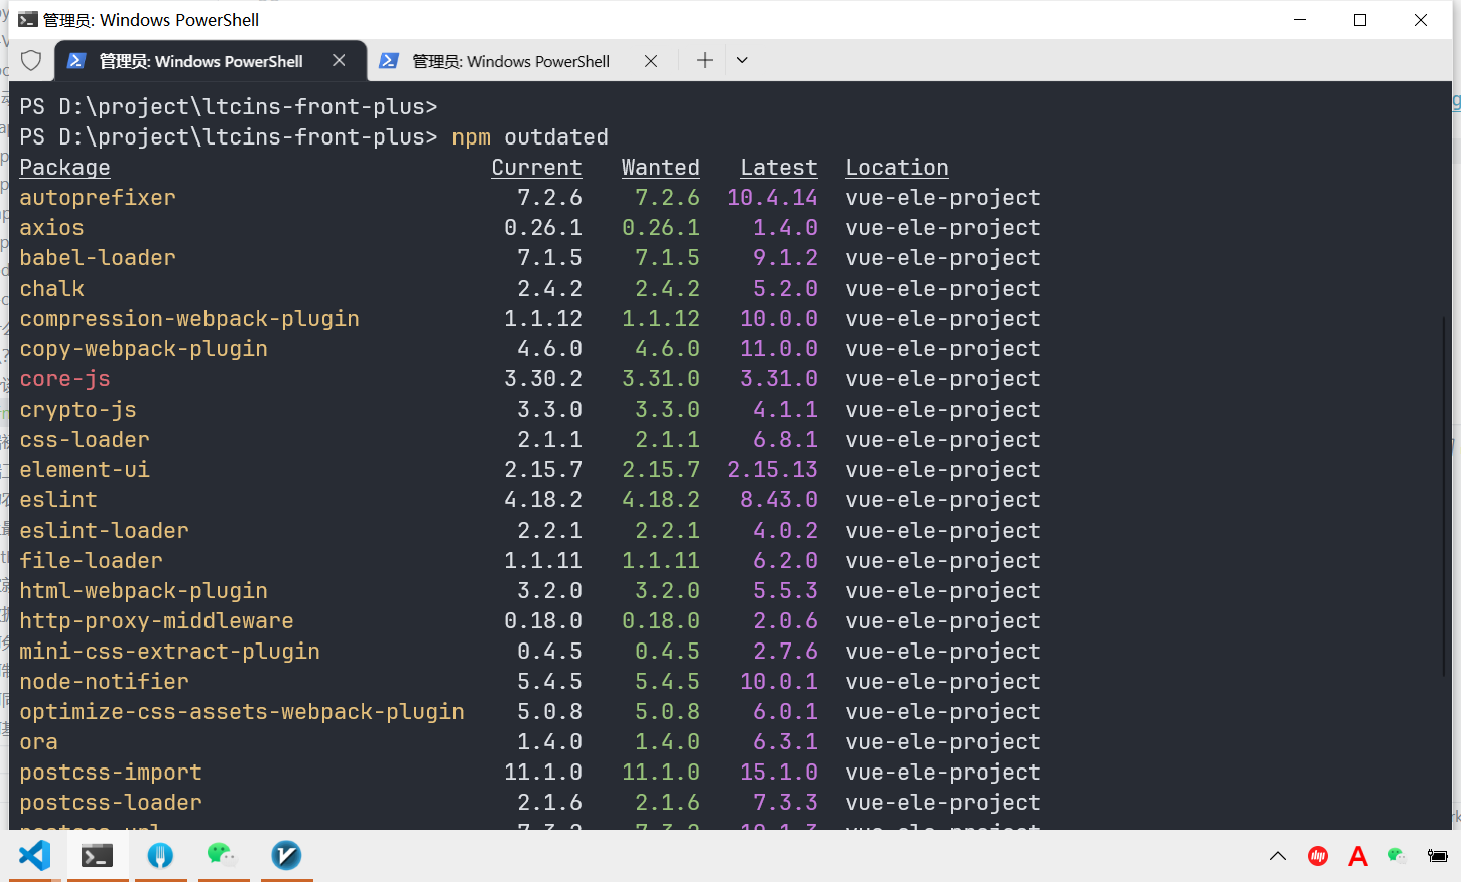 管理员: Windows PowerShell
管理员: Windows PowerShell
管理员: Windows PowerShell
PS D:\project\ltcins-front-plus>
PS D:\project\ltcins-front-plus> npm outdated
Package Current Wanted Latest Location
autoprefixer 7.2.6 7.2.6 10.4.14 vue-ele-project
axios 0.26.1 0.26.1 1.4.0 vue-ele-project
babel-loader 7.1.5 7.1.5 9.1.2 vue-ele-project
chalk 2.4.2 2.4.2 5.2.0 vue-ele-project
compression-webpack-plugin 1.1.12 1.1.12 10.0.0 vue-ele-project
copy-webpack-plugin 4.6.0 4.6.0 11.0.0 vue-ele-project
core-js 3.30.2 3.31.0 3.31.0 vue-ele-project
crypto-js 3.3.0 3.3.0 4.1.1 vue-ele-project
css-loader 2.1.1 2.1.1 6.8.1 vue-ele-project
element-ui 2.15.7 2.15.7 2.15.13 vue-ele-project
eslint 4.18.2 4.18.2 8.43.0 vue-ele-project
eslint-loader 2.2.1 2.2.1 4.0.2 vue-ele-project
file-loader 1.1.11 1.1.11 6.2.0 vue-ele-project
html-webpack-plugin 3.2.0 3.2.0 5.5.3 vue-ele-project
http-proxy-middleware 0.18.0 0.18.0 2.0.6 vue-ele-project
mini-css-extract-plugin 0.4.5 0.4.5 2.7.6 vue-ele-project
node-notifier 5.4.5 5.4.5 10.0.1 vue-ele-project
optimize-css-assets-webpack-plugin 5.0.8 5.0.8 6.0.1 vue-ele-project
ora 1.4.0 1.4.0 6.3.1 vue-ele-project
postcss-import 11.1.0 11.1.0 15.1.0 vue-ele-project
postcss-loader 2.1.6 2.1.6 7.3.3 vue-ele-project